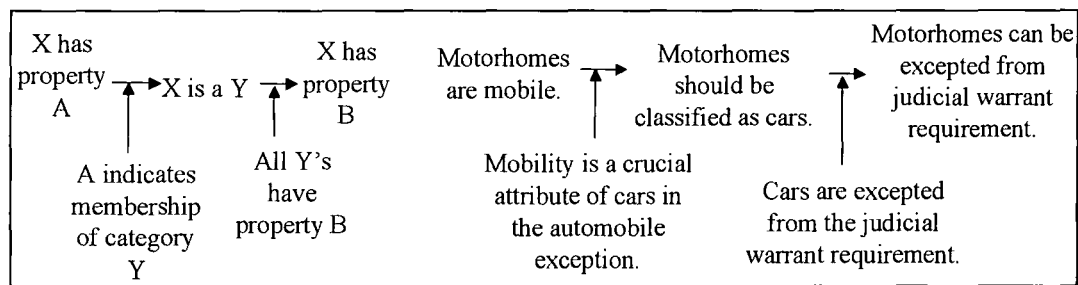 X has
property
A
X is a Y
X has
property
B
A indicates
membership
of category
Y
All Y's
have
property B
Motorhomes
are mobile.
Motorhomes
should be
classified as cars.
Motorhomes can be
excepted from
judicial warrant
requirement.
Mobility is a crucial
attribute of cars in
the automobile
exception.
Cars are excepted
from the judicial
warrant requirement.